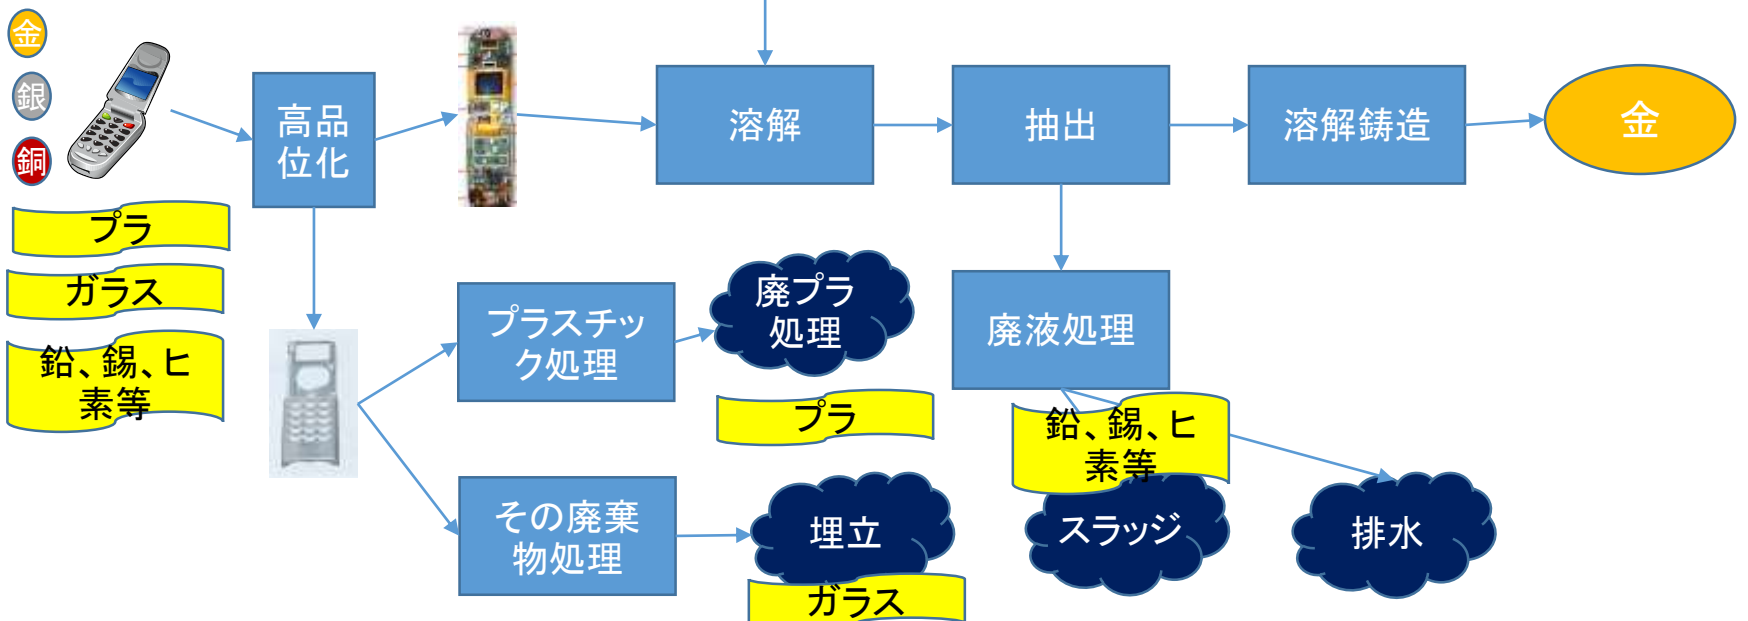 金
銀
銅
高品
位化
溶解
抽出
溶解鋳造
金
プラ
ガラス
鉛、錫、ヒ
素等
プラスチッ
ク処理
廃プラ
処理
プラ
廃液処理
鉛、錫、ヒ
素等
その廃棄
物処理
埋立
ガラス
スラッジ
排水